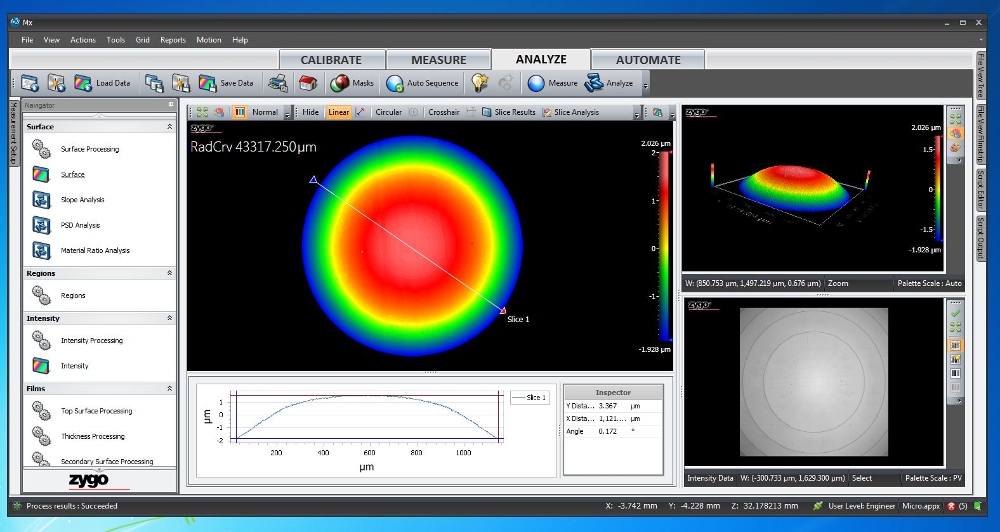 Mx
File View Actions Tools Grid Reports Motion Help
CALIBRATE MEASURE ANALYZE AUTOMATE
Load Data Save Data Masks Auto Sequence Measure Analyze
Measurement Setup
Navigator
Surface
Surface Processing
Surface
Slope Analysis
PSD Analysis
Material Ratio Analysis
Regions
Regions
Intensity
Intensity Processing
Intensity
Films
Top Surface Processing
Thickness Processing
Secondary Surface Processing
zygo
Normal Hide Linear Circular Crosshair Slice Results Slice Analysis
zygo
RadCrv 43317.250 µm
2.026 µm
2
1
0
-1
-1.928 µm
Slice 1
µm
1
0
-1
-2
200 400 600 800 1000
µm
Slice 1
Inspector
Y Dista... 3.367 µm
X Dista... 1,121.... µm
Angle 0.172 °
zygo
2.026 µm
1.5
0
-1.5
-1.928 µm
W: (850.753 µm, 1,497.219 µm, 0.676 µm) Zoom Palette Scale : Auto
zygo
Intensity Data W: (-300.733 µm, 1,629.300 µm) Select Palette Scale : PV
File View Tree
File View Filmstrip
Script Editor
Script Output
Process results : Succeeded
X: -3.742 mm Y: -4.228 mm Z: 32.178213 mm User Level: Engineer Micro.appx (5)